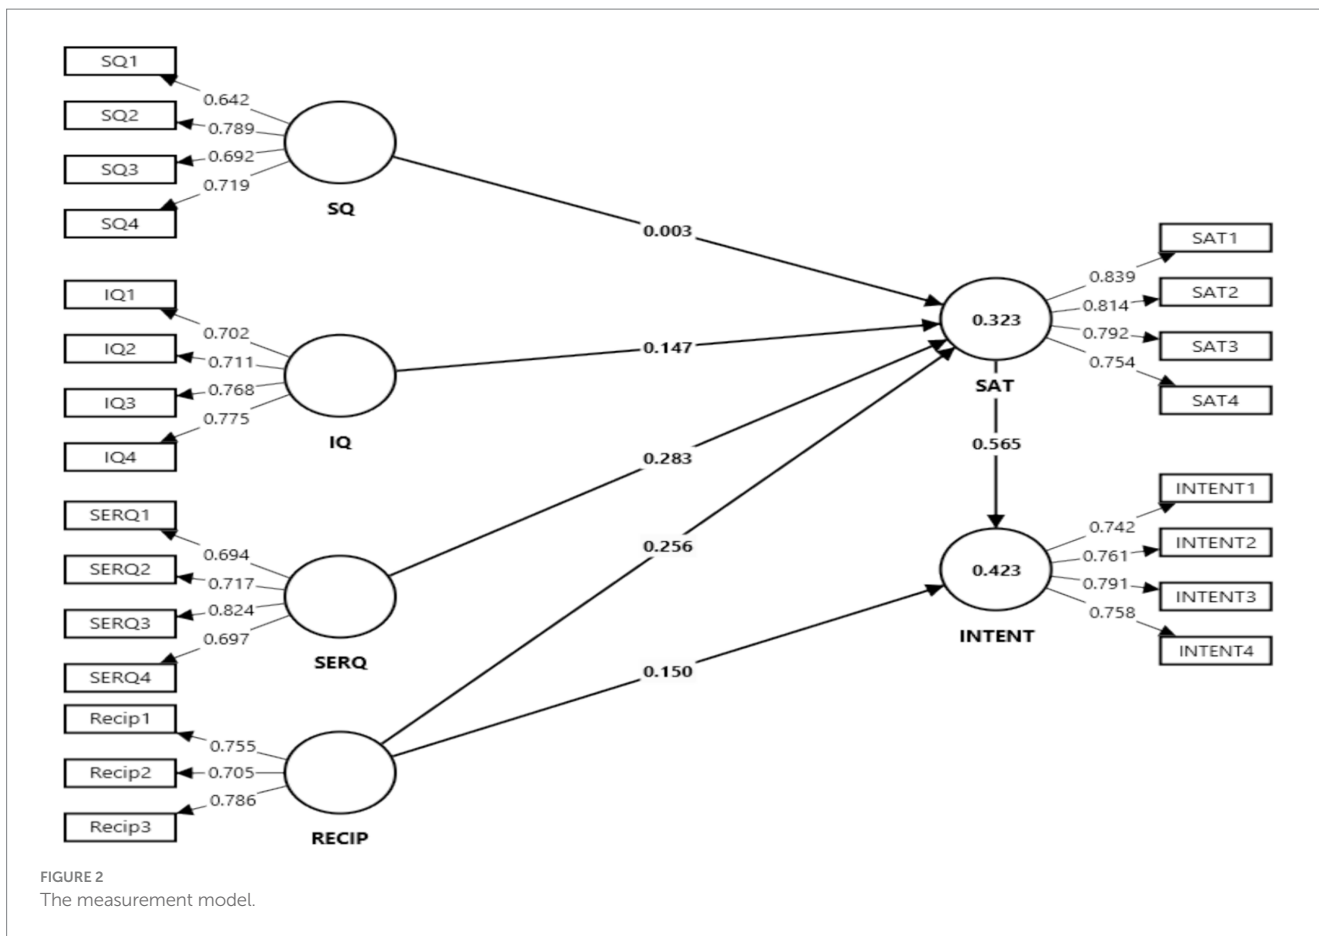 SQ1
0.642
SQ2
0.789
SQ3
0.692
0.719
SQ4
SQ
0.003
IQ1
0.702
IQ2
0.711
IQ3
0.768
0.775
IQ4
IQ
0.147
SERQ1
0.694
SERQ2
0.717
SERQ3
0.824
0.697
SERQ4
SERQ
0.283
Recip1
0.755
Recip2
0.705
0.786
Recip3
RECIP
0.256
0.150
0.323
SAT
SAT1
0.839
SAT2
0.814
0.792
SAT3
0.754
SAT4
0.565
0.423
INTENT
INTENT1
0.742
INTENT2
0.761
0.791
INTENT3
0.758
INTENT4
FIGURE 2
The measurement model.